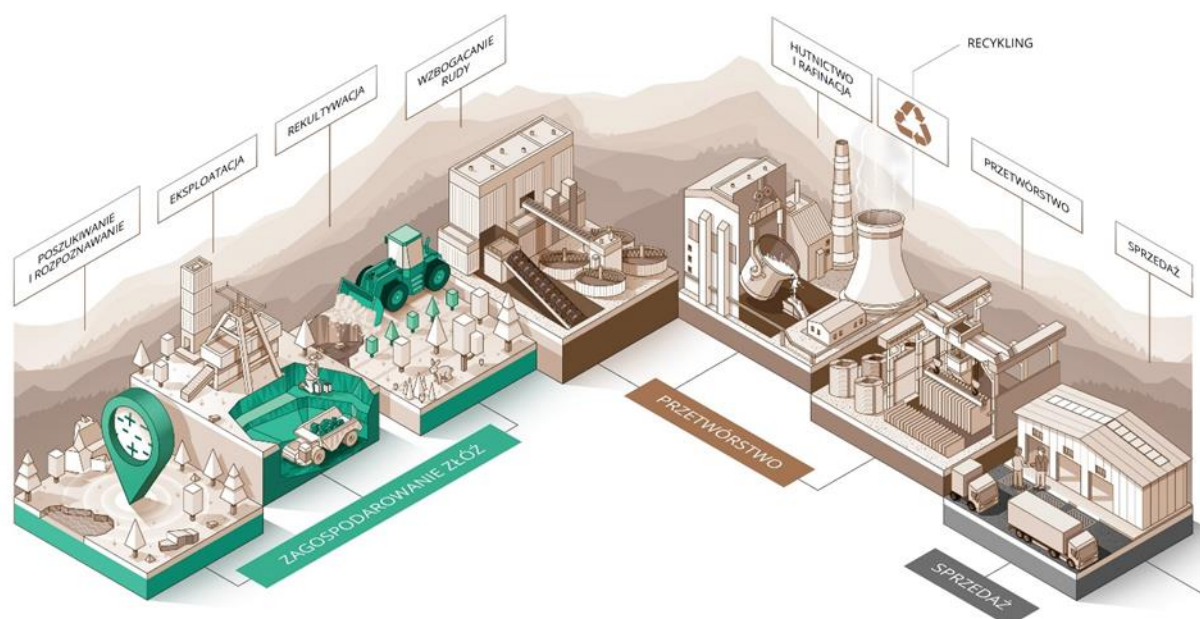 POSZUKIWANIE
I ROZPOZNAWANIE
EKSPLOATACJA
REKULTYWACJA
WZBOGACANIE
RUDY
HUTNICTWO
I RAFINACJA
RECYKLING
PRZETWÓRSTWO
SPRZEDAŻ
ZAGOSPODAROWANIE ZŁÓŻ
PRZETWÓRSTWO
SPRZEDAŻ